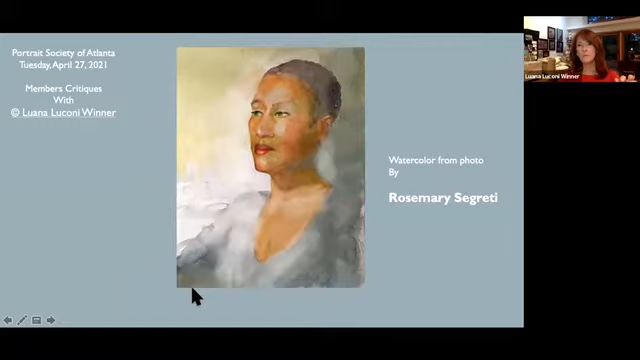 Portrait Society of Atlanta
Tuesday, April 27, 2021
Members Critiques
With
© Luana Luconi Winner
Watercolor from photo
By
Rosemary Segreti
Luana Luconi Winner